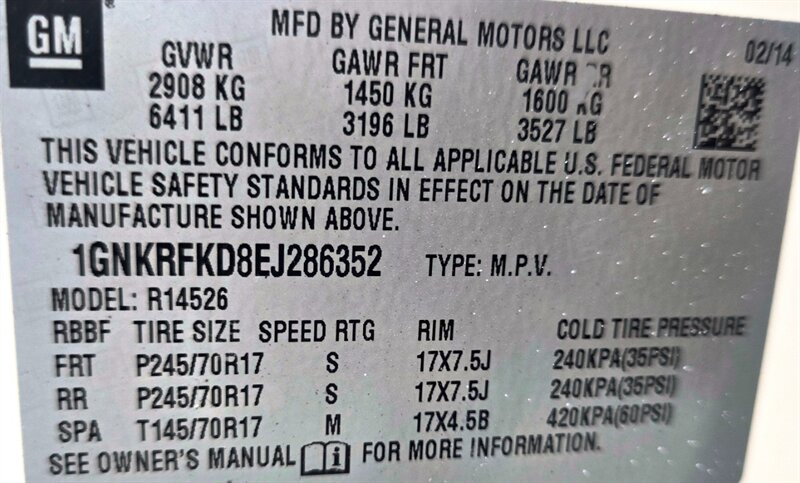 GM
MFD BY GENERAL MOTORS LLC
02/14
GVWR GAWR FRT GAWR RR
2908 KG 1450 KG 1600 KG
6411 LB 3196 LB 3527 LB
THIS VEHICLE CONFORMS TO ALL APPLICABLE U.S. FEDERAL MOTOR
VEHICLE SAFETY STANDARDS IN EFFECT ON THE DATE OF
MANUFACTURE SHOWN ABOVE.
1GNKRFKD8EJ286352 TYPE: M.P.V.
MODEL: R14526
RBBF TIRE SIZE SPEED RTG RIM COLD TIRE PRESSURE
FRT P245/70R17 S 17X7.5J 240KPA(35PSI)
RR P245/70R17 S 17X7.5J 240KPA(35PSI)
SPA T145/70R17 M 17X4.5B 420KPA(60PSI)
SEE OWNER'S MANUAL i FOR MORE INFORMATION.